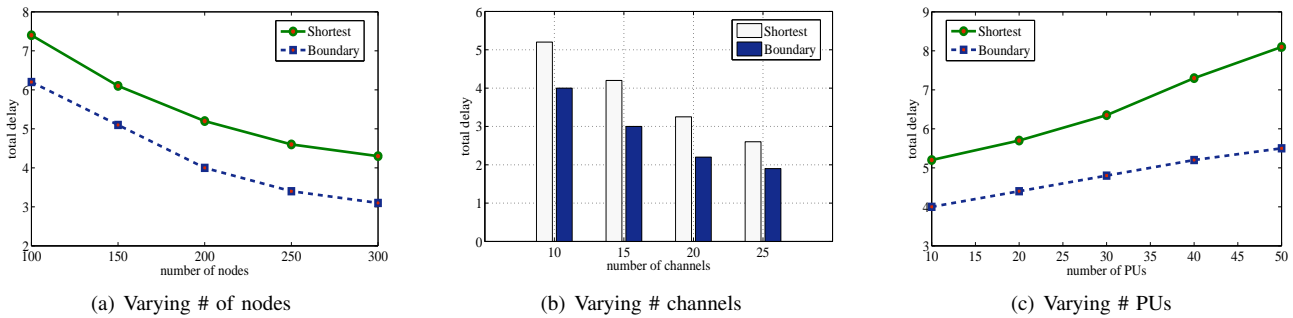 8
7
6
5
4
3
2
total delay
Shortest
Boundary
100
150
200
250
300
number of nodes
(a) Varying # of nodes
6
5
4
3
2
1
0
total delay
Shortest
Boundary
10
15
20
25
number of channels
(b) Varying # channels
9
8
7
6
5
4
3
total delay
Shortest
Boundary
10
15
20
25
30
35
40
45
50
number of PUs
(c) Varying # PUs